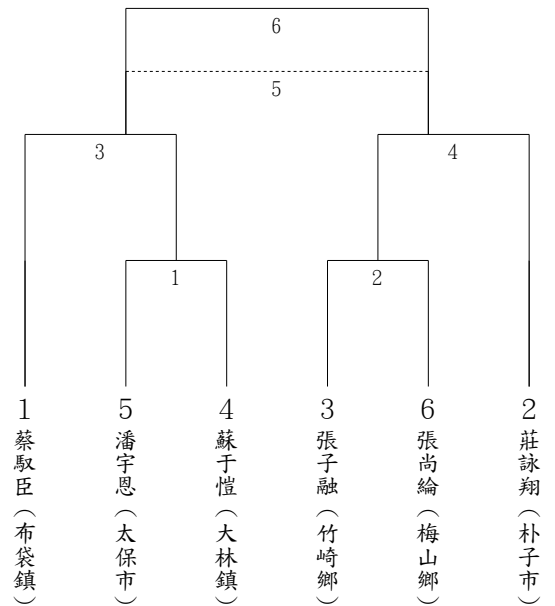 6
5
3
4
1
2
1 蔡馭臣（布袋鎮）
5 潘宇恩（太保市）
4 蘇于愷（大林鎮）
3 張子融（竹崎鄉）
6 張尚綸（梅山鄉）
2 莊詠翔（朴子市）